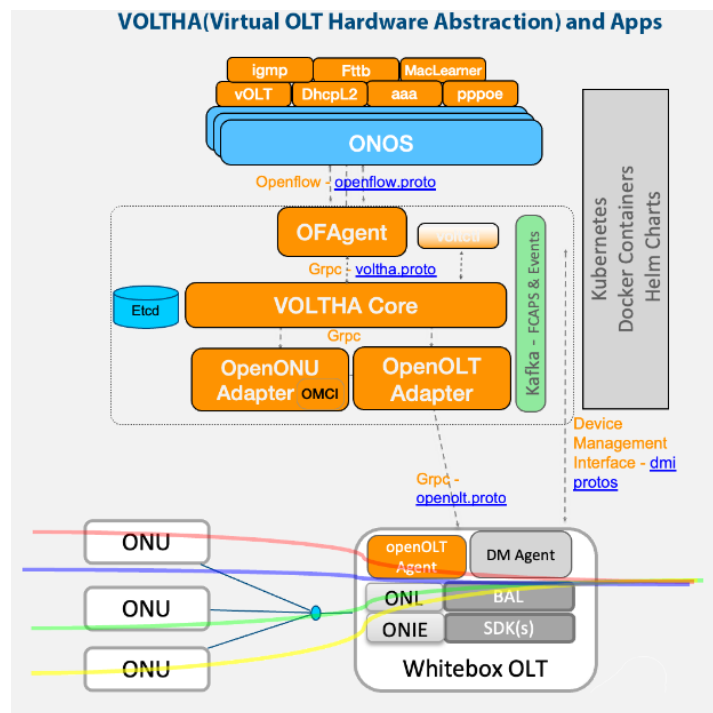 VOLTHA(Virtual OLT Hardware Abstraction) and Apps
igmp
Fttb
MacLearner
vOLT
DhcpL2
aaa
pppoe
ONOS
Openflow - openflow.proto
OFAgent
Voltctl
Grpc - voltha.proto
Etcd
VOLTHA Core
Grpc
OpenONU
Adapter
OMCI
OpenOLT
Adapter
Kafka - FCAPS & Events
Kubernetes
Docker Containers
Helm Charts
Device
Management
Interface - dmi
protos
Grpc -
openolt.proto
ONU
ONU
ONU
openOLT
Agent
DM Agent
ONL
BAL
ONIE
SDK(s)
Whitebox OLT